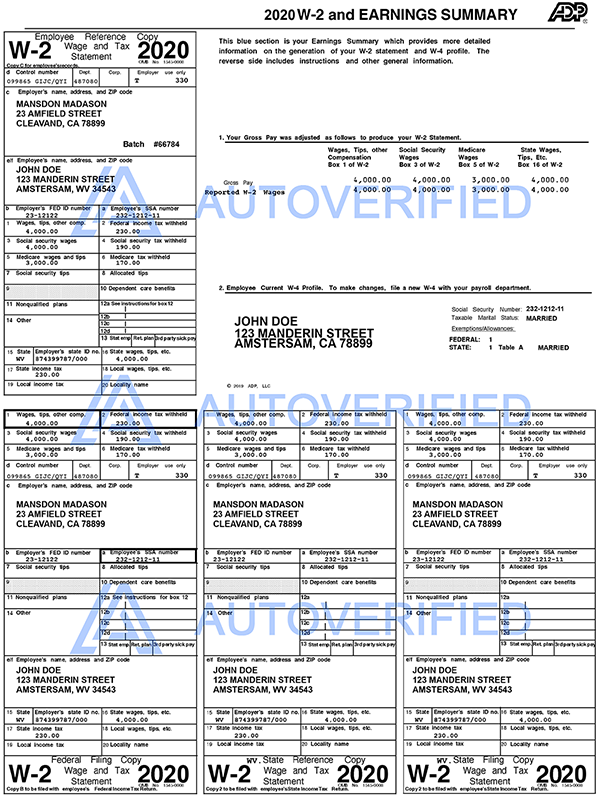 2020 W-2 and EARNINGS SUMMARY
ADP
Employee Reference Copy
W-2 Wage and Tax Statement 2020
Copy C for employee's records.
OMB No. 1545-0008
d Control number Dept. Corp. Employer use only
099865 GIJC/QYI 487080 T 330
c Employer's name, address, and ZIP code
MANSDON MADASON
23 AMFIELD STREET
CLEAVAND, CA 78899
Batch #66784
e/f Employee's name, address, and ZIP code
JOHN DOE
123 MANDERIN STREET
AMSTERSAM, WV 34543
b Employer's FED ID number a Employee's SSA number
23-12122 232-12-11
1 Wages, tips, other comp. 2 Federal income tax withheld
4,000.00 230.00
3 Social security wages 4 Social security tax withheld
4,000.00 190.00
5 Medicare wages and tips 6 Medicare tax withheld
3,000.00 170.00
7 Social security tips 8 Allocated tips
9 10 Dependent care benefits
11 Nonqualified plans 12a See instructions for box 12
12b
14 Other 12c
12d
13 Stat emp. Ret. plan 3rd party sick pay
15 State Employer's state ID no. 16 State wages, tips, etc.
WV 874399787/000 4,000.00
17 State income tax 18 Local wages, tips, etc.
230.00
19 Local income tax 20 Locality name
This blue section is your Earnings Summary which provides more detailed
information on the generation of your W-2 statement and W-4 profile. The
reverse side includes instructions and other general information.
1. Your Gross Pay was adjusted as follows to produce your W-2 Statement.
Wages, Tips, other Social Security Medicare State Wages,
Compensation Wages Wages Tips, Etc.
Box 1 of W-2 Box 3 of W-2 Box 5 of W-2 Box 16 of W-2
Gross Pay 4,000.00 4,000.00 3,000.00 4,000.00
Reported W-2 Wages 4,000.00 4,000.00 3,000.00 4,000.00
AUTOVERIFIED
2. Employee Current W-4 Profile. To make changes, file a new W-4 with your payroll department.
JOHN DOE
123 MANDERIN STREET
AMSTERSAM, CA 78899
Social Security Number: 232-1212-11
Taxable Marital Status: MARRIED
Exemptions/Allowances:
FEDERAL: 1
STATE: 1 Table A MARRIED
© 2019 ADP, LLC
AUTOVERIFIED
1 Wages, tips, other comp. 2 Federal income tax withheld
4,000.00 230.00
3 Social security wages 4 Social security tax withheld
4,000.00 190.00
5 Medicare wages and tips 6 Medicare tax withheld
3,000.00 170.00
d Control number Dept. Corp. Employer use only
099865 GIJC/QYI 487080 T 330
c Employer's name, address, and ZIP code
MANSDON MADASON
23 AMFIELD STREET
CLEAVAND, CA 78899
b Employer's FED ID number a Employee's SSA number
23-12122 232-1212-11
7 Social security tips 8 Allocated tips
9 10 Dependent care benefits
11 Nonqualified plans 12a See instructions for box 12
14 Other 12b
12c
12d
13 Stat emp. Ret. plan 3rd party sick pay
e/f Employee's name, address, and ZIP code
JOHN DOE
123 MANDERIN STREET
AMSTERSAM, WV 34543
15 State Employer's state ID no. 16 State wages, tips, etc.
WV 874399787/000 4,000.00
17 State income tax 18 Local wages, tips, etc.
230.00
19 Local income tax 20 Locality name
Federal Filing Copy
W-2 Wage and Tax Statement 2020
OMB No. 1545-0008
Copy B to be filed with employee's Federal Income Tax Return.
1 Wages, tips, other comp. 2 Federal income tax withheld
4,000.00 230.00
3 Social security wages 4 Social security tax withheld
4,000.00 190.00
5 Medicare wages and tips 6 Medicare tax withheld
3,000.00 170.00
d Control number Dept. Corp. Employer use only
099865 GIJC/QYI 487080 T 330
c Employer's name, address, and ZIP code
MANSDON MADASON
23 AMFIELD STREET
CLEAVAND, CA 78899
b Employer's FED ID number a Employee's SSA number
23-12122 232-1212-11
7 Social security tips 8 Allocated tips
9 10 Dependent care benefits
11 Nonqualified plans 12a
14 Other 12b
12c
12d
13 Stat emp. Ret. plan 3rd party sick pay
e/f Employee's name, address, and ZIP code
JOHN DOE
123 MANDERIN STREET
AMSTERSAM, WV 34543
15 State Employer's state ID no. 16 State wages, tips, etc.
WV 874399787/000 4,000.00
17 State income tax 18 Local wages, tips, etc.
230.00
19 Local income tax 20 Locality name
WV. State Reference Copy
W-2 Wage and Tax Statement 2020
OMB No. 1545-0008
Copy 2 to be filed with employee's State Income Tax Return.
1 Wages, tips, other comp. 2 Federal income tax withheld
4,000.00 230.00
3 Social security wages 4 Social security tax withheld
4,000.00 190.00
5 Medicare wages and tips 6 Medicare tax withheld
3,000.00 170.00
d Control number Dept. Corp. Employer use only
099865 GIJC/QYI 487080 T 330
c Employer's name, address, and ZIP code
MANSDON MADASON
23 AMFIELD STREET
CLEAVAND, CA 78899
b Employer's FED ID number a Employee's SSA number
23-12122 232-1212-11
7 Social security tips 8 Allocated tips
9 10 Dependent care benefits
11 Nonqualified plans 12a
14 Other 12b
12c
12d
13 Stat emp. Ret. plan 3rd party sick pay
e/f Employee's name, address, and ZIP code
JOHN DOE
123 MANDERIN STREET
AMSTERSAM, WV 34543
15 State Employer's state ID no. 16 State wages, tips, etc.
WV 874399787/000 4,000.00
17 State income tax 18 Local wages, tips, etc.
230.00
19 Local income tax 20 Locality name
WV. State Filing Copy
W-2 Wage and Tax Statement 2020
OMB No. 1545-0008
Copy 2 to be filed with employee's State Income Tax Return.
AUTOVERIFIED